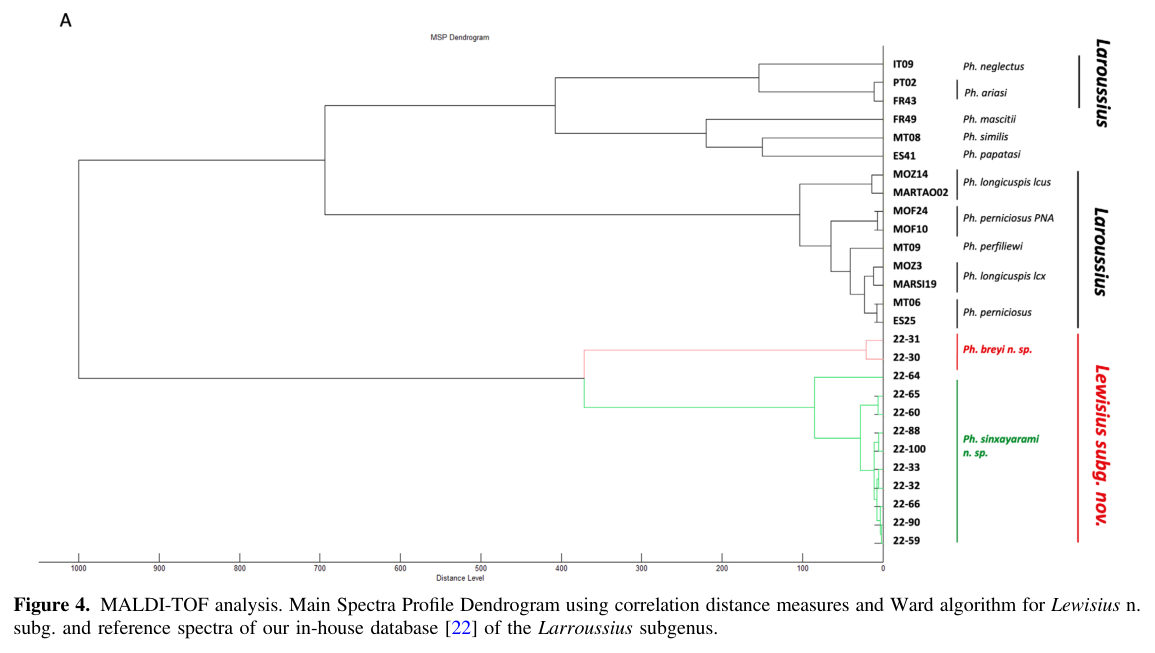 A
MSP Dendrogram
IT09 Ph. neglectus
PT02
Ph. ariasi
FR43
Laroussius
FR49 Ph. mascitii
MT08 Ph. similis
ES41 Ph. papatasi
MOZ14
Ph. longicuspis lcus
MARTAO02
MOF24
Ph. perniciosus PNA
MOF10
MT09 Ph. perfiliewi
Laroussius
MOZ3
Ph. longicuspis lcx
MARSI19
MT06
Ph. perniciosus
ES25
22-31
Ph. breyi n. sp.
22-30
22-64
22-65
22-60
22-88
Ph. sinxayarami
n. sp.
Lewisius subg. nov.
22-100
22-33
22-32
22-66
22-90
22-59
1000 900 800 700 600 500 400 300 200 100 0
Distance Level
Figure 4. MALDI-TOF analysis. Main Spectra Profile Dendrogram using correlation distance measures and Ward algorithm for Lewisius n.
subg. and reference spectra of our in-house database [22] of the Larroussius subgenus.